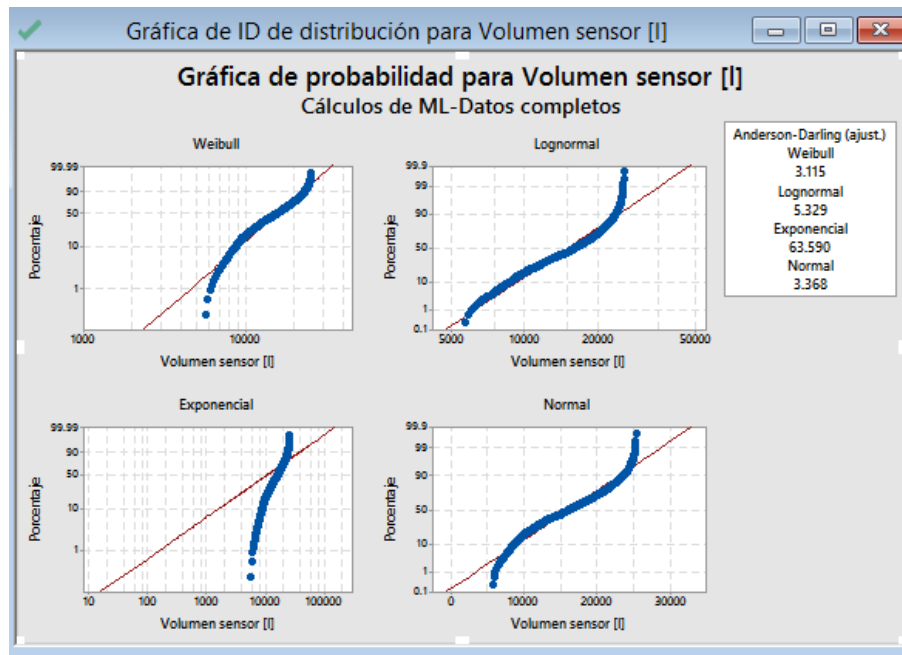 Gráfica de ID de distribución para Volumen sensor [l]
Gráfica de probabilidad para Volumen sensor [l]
Cálculos de ML-Datos completos
Weibull
99.99
90
50
10
1
Porcentaje
1000
10000
Volumen sensor [l]
Lognormal
99.9
99
90
50
10
1
0.1
Porcentaje
5000
10000
20000
50000
Volumen sensor [l]
Anderson-Darling (ajust.)
Weibull
3.115
Lognormal
5.329
Exponencial
63.590
Normal
3.368
Exponencial
99.99
90
50
10
1
Porcentaje
10
100
1000
10000
100000
Volumen sensor [l]
Normal
99.9
99
90
50
10
1
0.1
Porcentaje
0
10000
20000
30000
Volumen sensor [l]